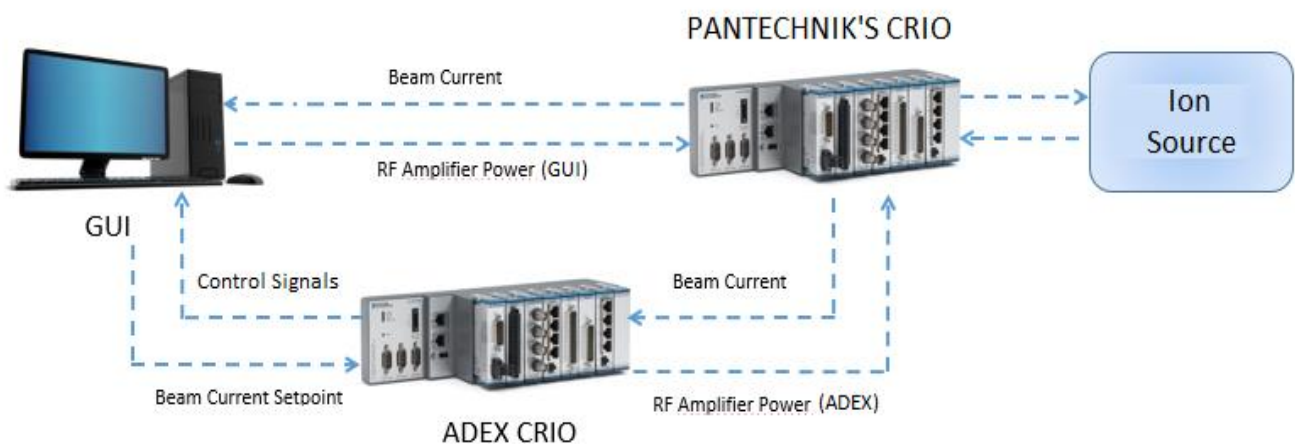 PANTECHNIK'S CRIO
Beam Current
Ion
Source
RF Amplifier Power (GUI)
GUI
Control Signals
Beam Current
Beam Current Setpoint
RF Amplifier Power (ADEX)
ADEX CRIO